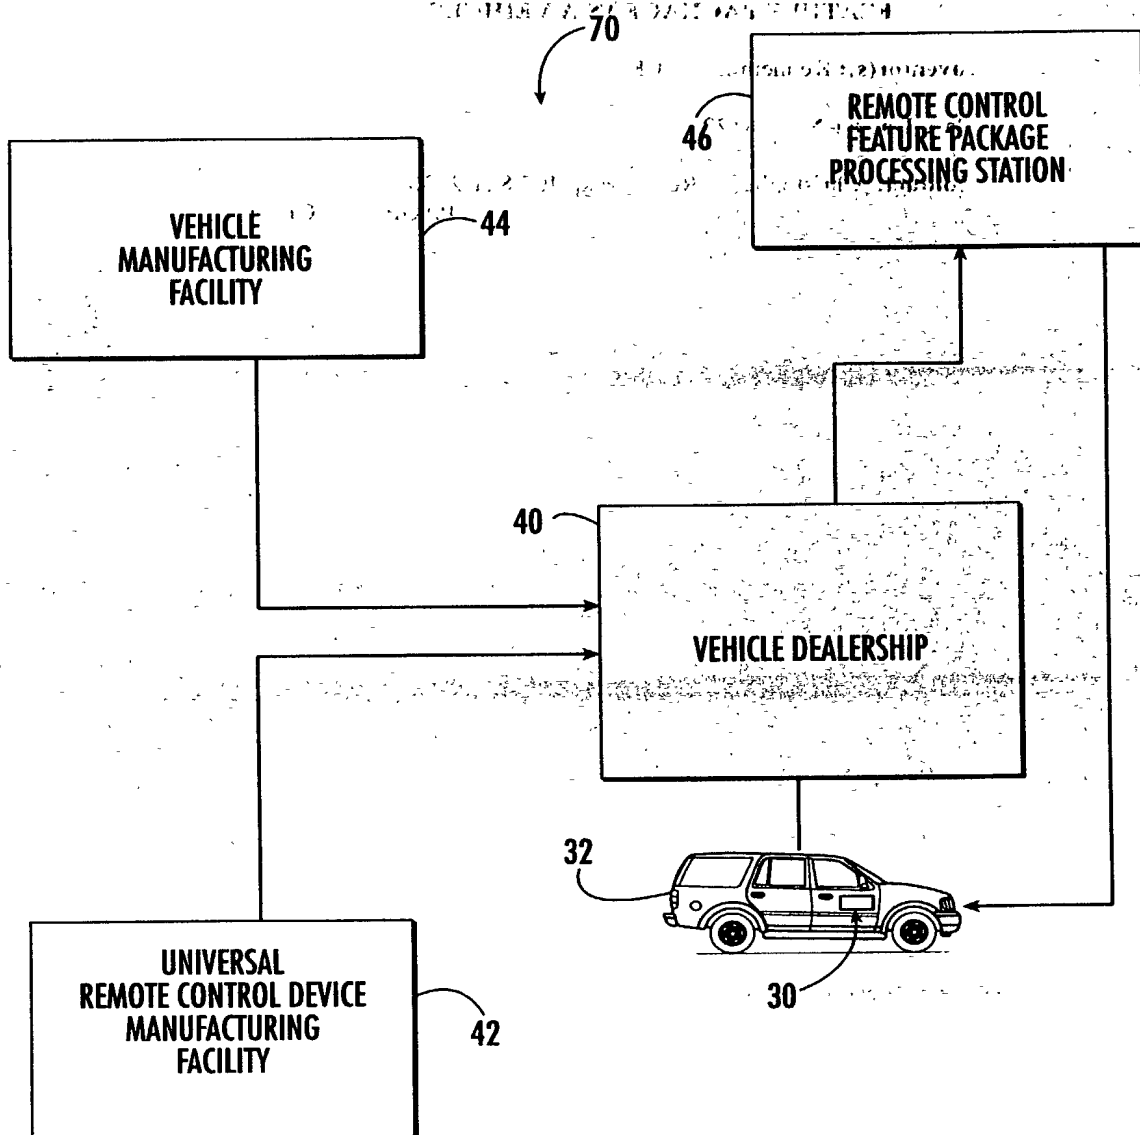 70
46
REMOTE CONTROL
FEATURE PACKAGE
PROCESSING STATION
VEHICLE
MANUFACTURING
FACILITY
44
40
VEHICLE DEALERSHIP
32
30
UNIVERSAL
REMOTE CONTROL DEVICE
MANUFACTURING
FACILITY
42